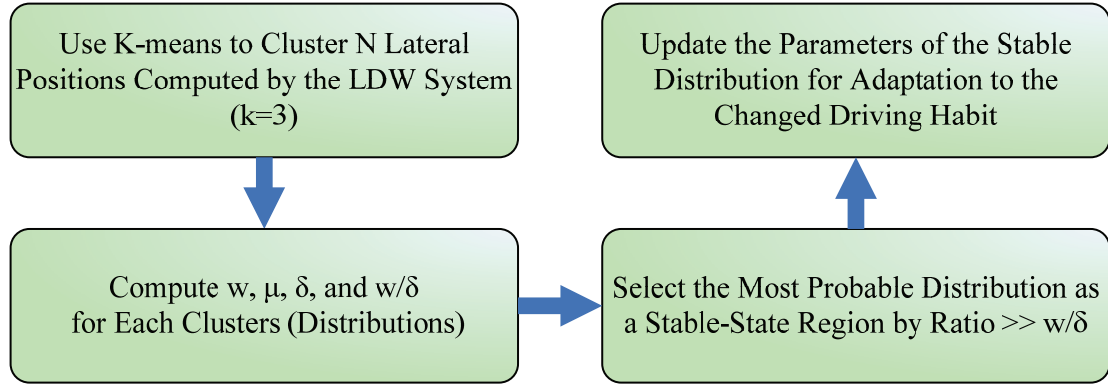 Use K-means to Cluster N Lateral
Positions Computed by the LDW System
(k=3)
Compute w, μ, δ, and w/δ
for Each Clusters (Distributions)
Select the Most Probable Distribution as
a Stable-State Region by Ratio >> w/δ
Update the Parameters of the Stable
Distribution for Adaptation to the
Changed Driving Habit